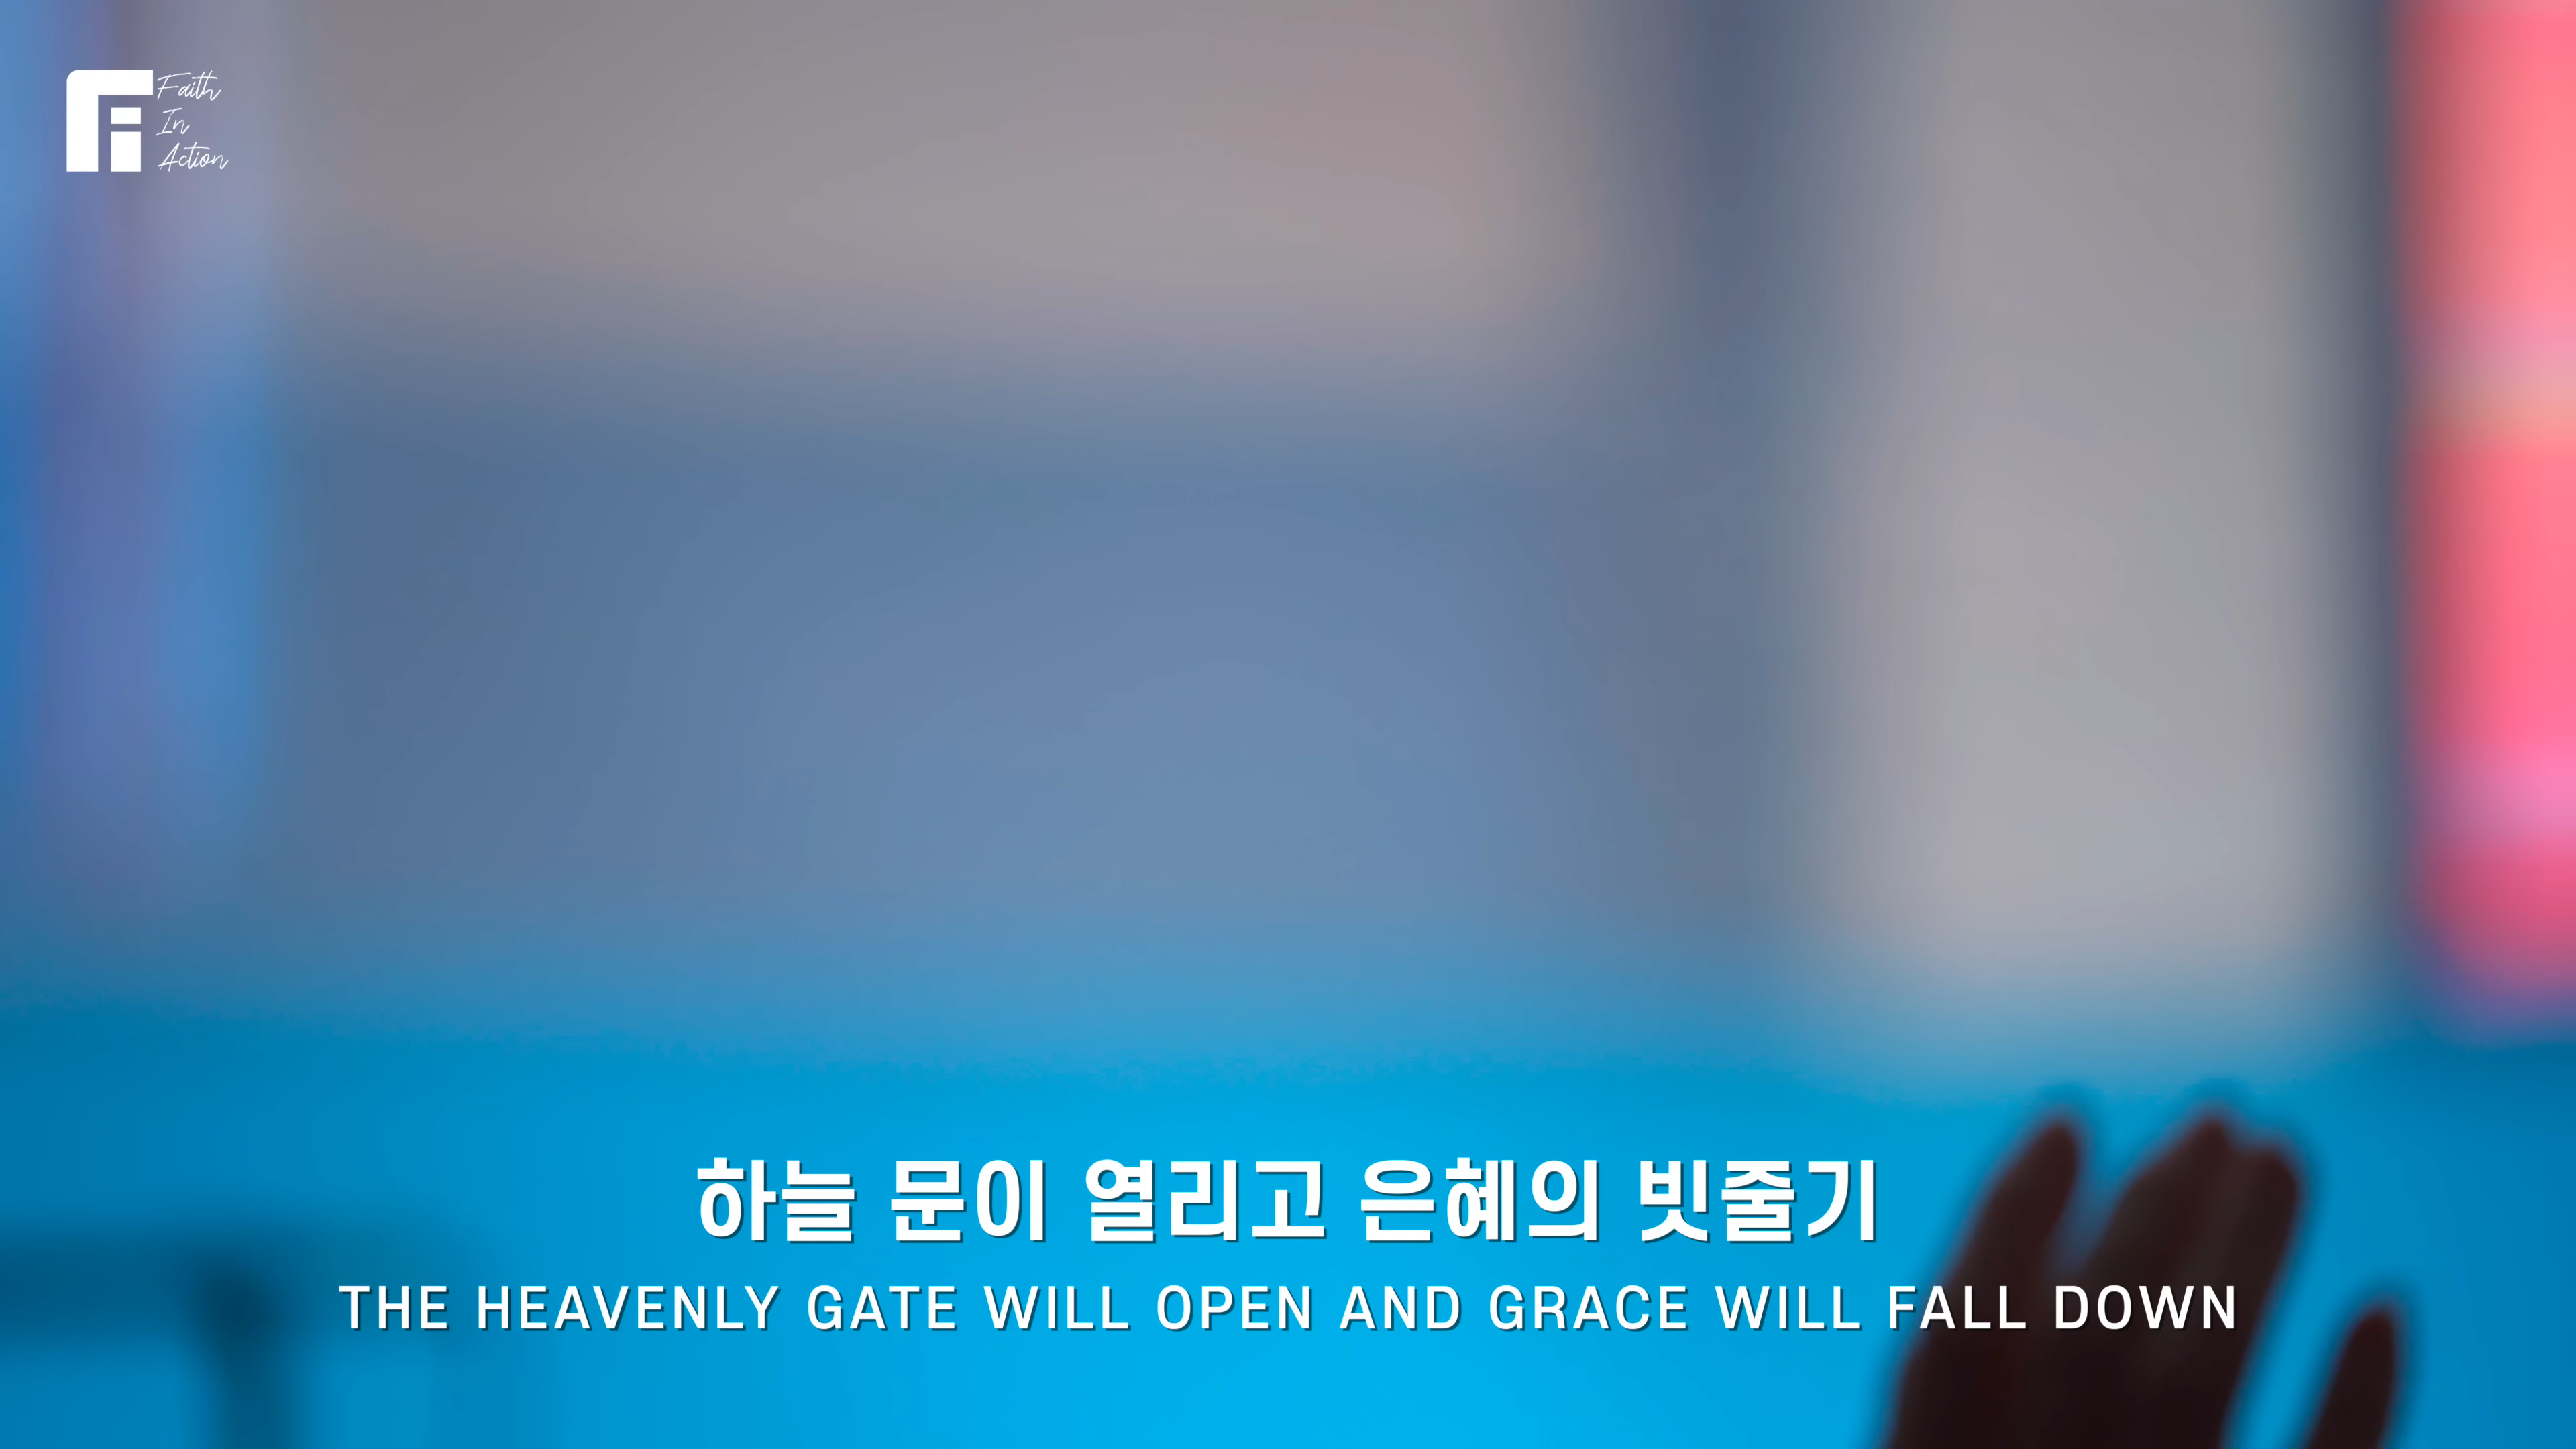 Faith
In
Action
하늘 문이 열리고 은혜의 빗줄기
THE HEAVENLY GATE WILL OPEN AND GRACE WILL FALL DOWN